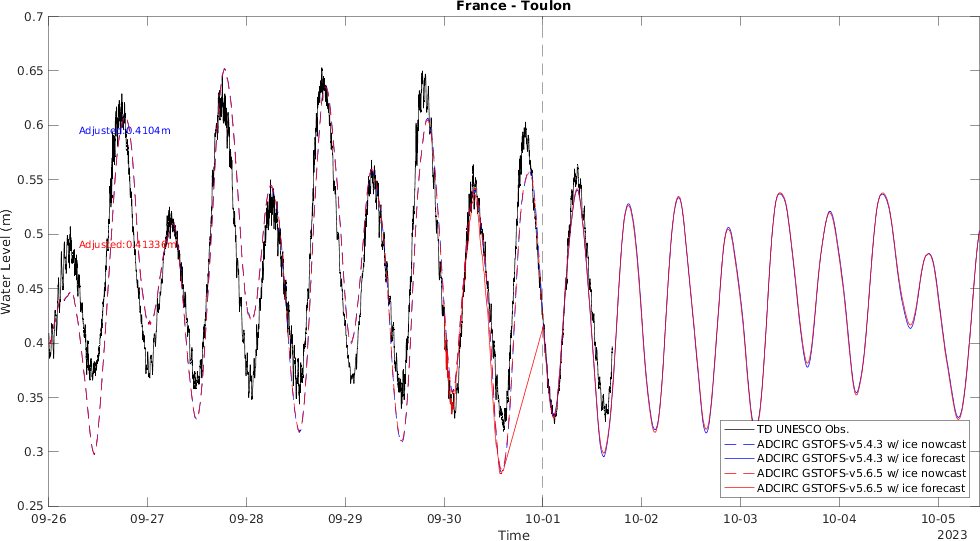 France - Toulon
0.7
0.65
0.6
0.55
0.5
0.45
0.4
0.35
0.3
0.25
Water Level (m)
Adjusted:0.4104m
Adjusted:0.41336m
TD UNESCO Obs.
ADCIRC GSTOFS-v5.4.3 w/ ice nowcast
ADCIRC GSTOFS-v5.4.3 w/ ice forecast
ADCIRC GSTOFS-v5.6.5 w/ ice nowcast
ADCIRC GSTOFS-v5.6.5 w/ ice forecast
09-26 09-27 09-28 09-29 09-30 10-01 10-02 10-03 10-04 10-05
Time
2023